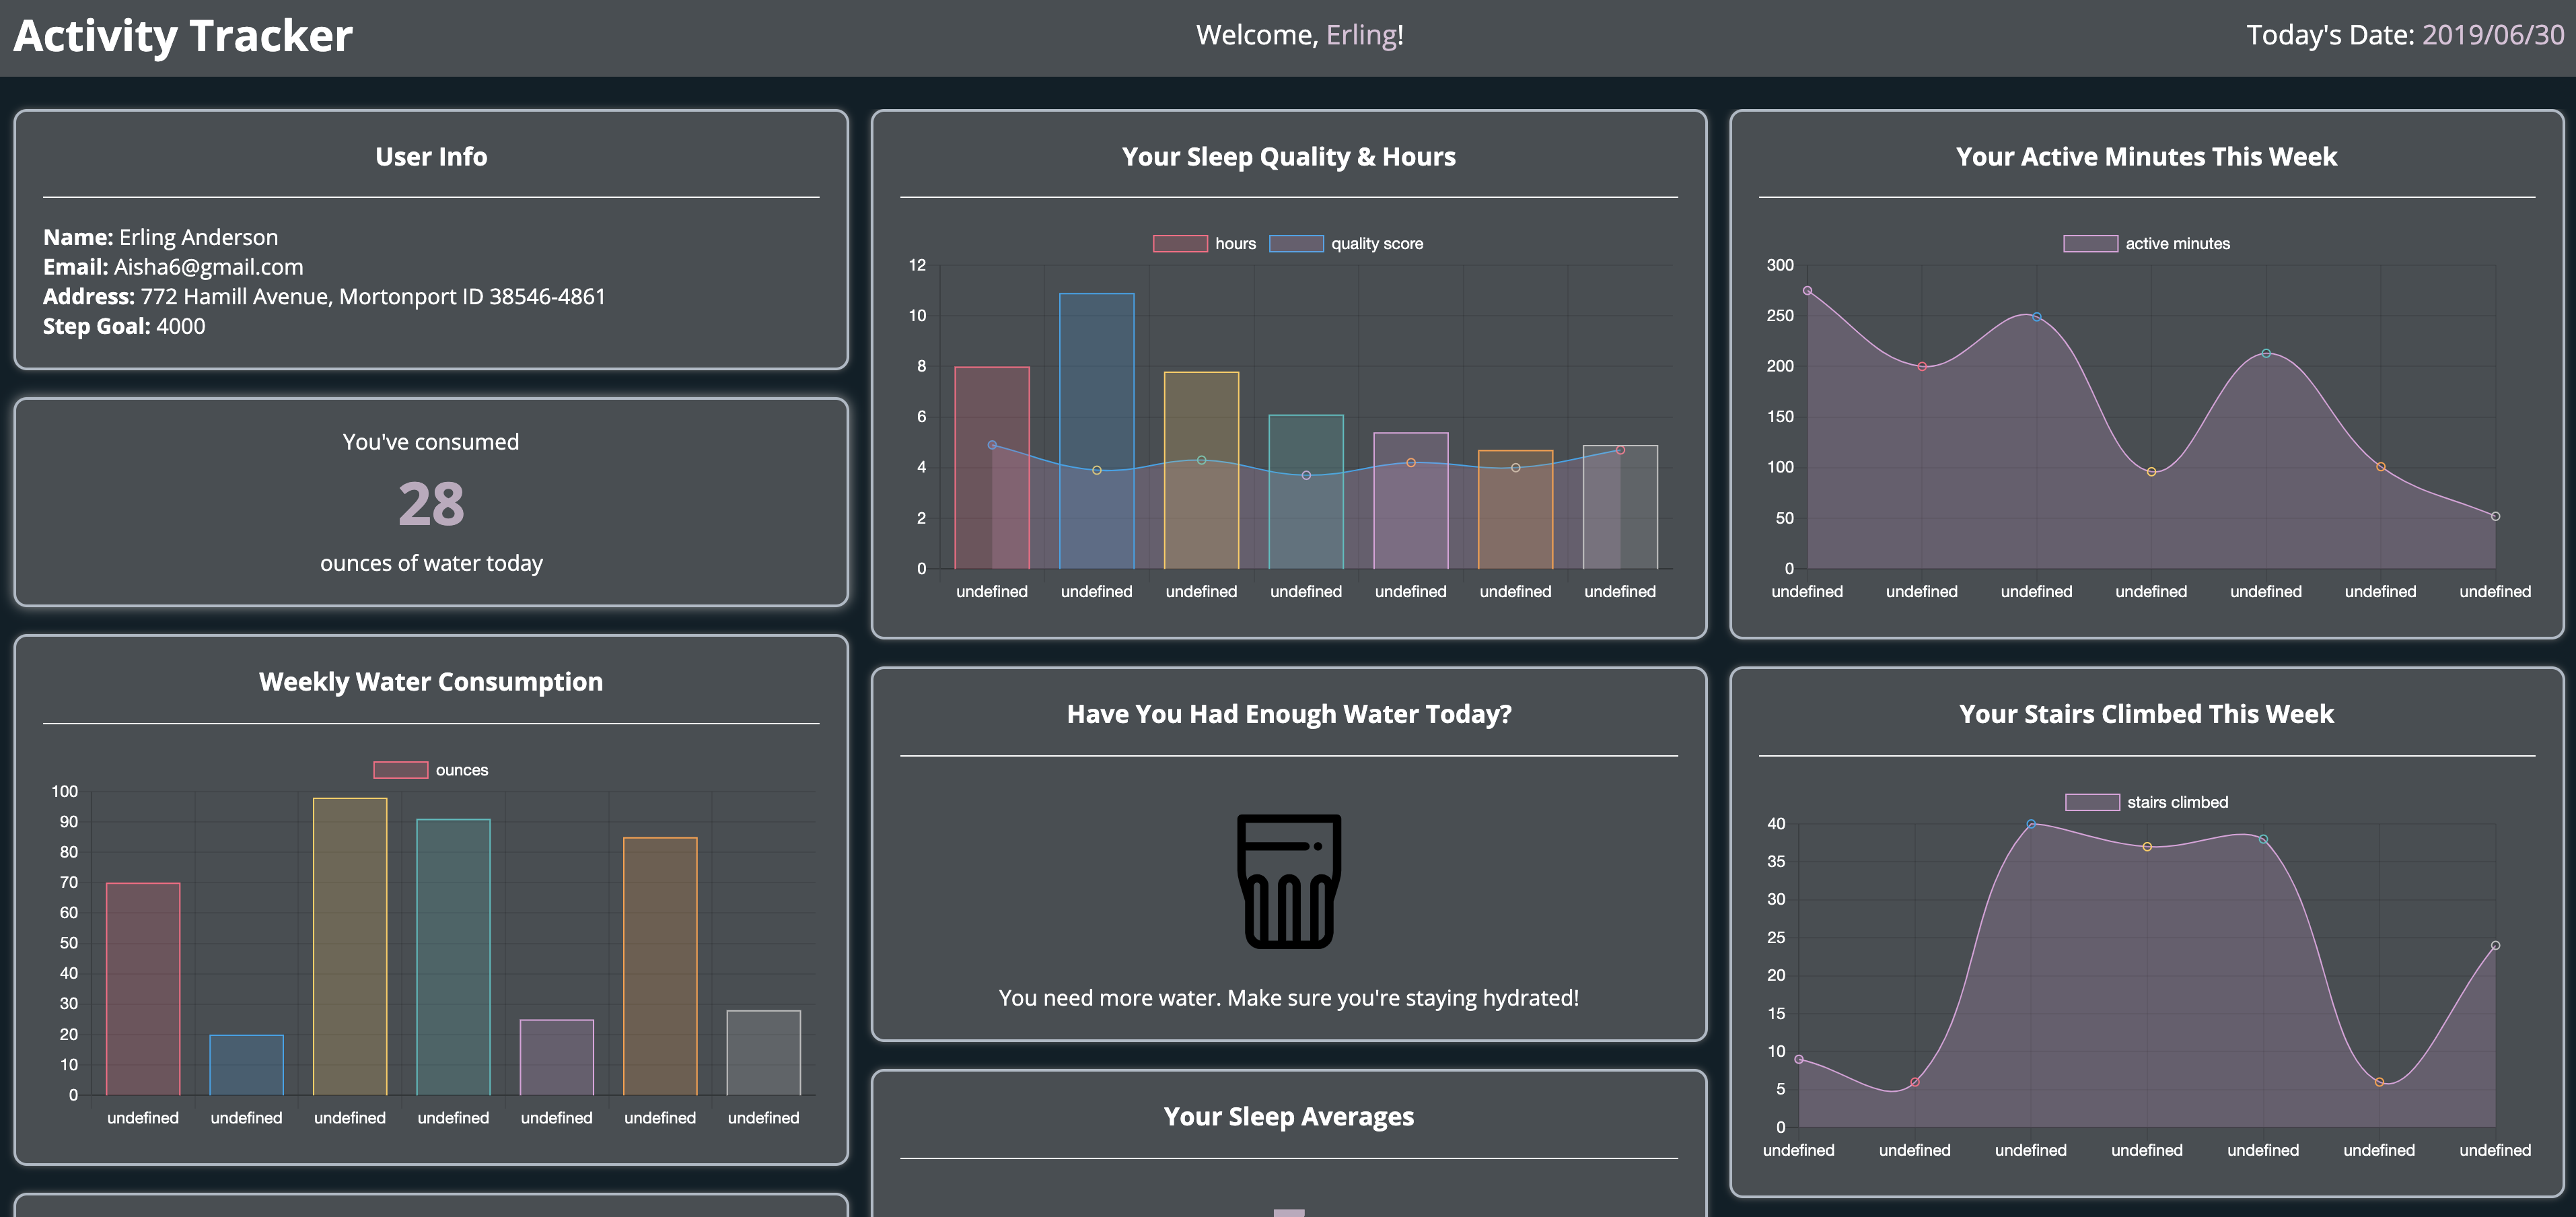 Activity Tracker
Welcome, Erling!
Today's Date: 2019/06/30
User Info
Name: Erling Anderson
Email: Aisha6@gmail.com
Address: 772 Hamill Avenue, Mortonport ID 38546-4861
Step Goal: 4000
You've consumed
28
ounces of water today
Weekly Water Consumption
ounces
100
90
80
70
60
50
40
30
20
10
0
undefined undefined undefined undefined undefined undefined undefined
Your Sleep Quality & Hours
hours quality score
12
10
8
6
4
2
0
undefined undefined undefined undefined undefined undefined undefined
Have You Had Enough Water Today?
You need more water. Make sure you're staying hydrated!
Your Sleep Averages
Your Active Minutes This Week
active minutes
300
250
200
150
100
50
0
undefined undefined undefined undefined undefined undefined undefined
Your Stairs Climbed This Week
stairs climbed
40
35
30
25
20
15
10
5
0
undefined undefined undefined undefined undefined undefined undefined